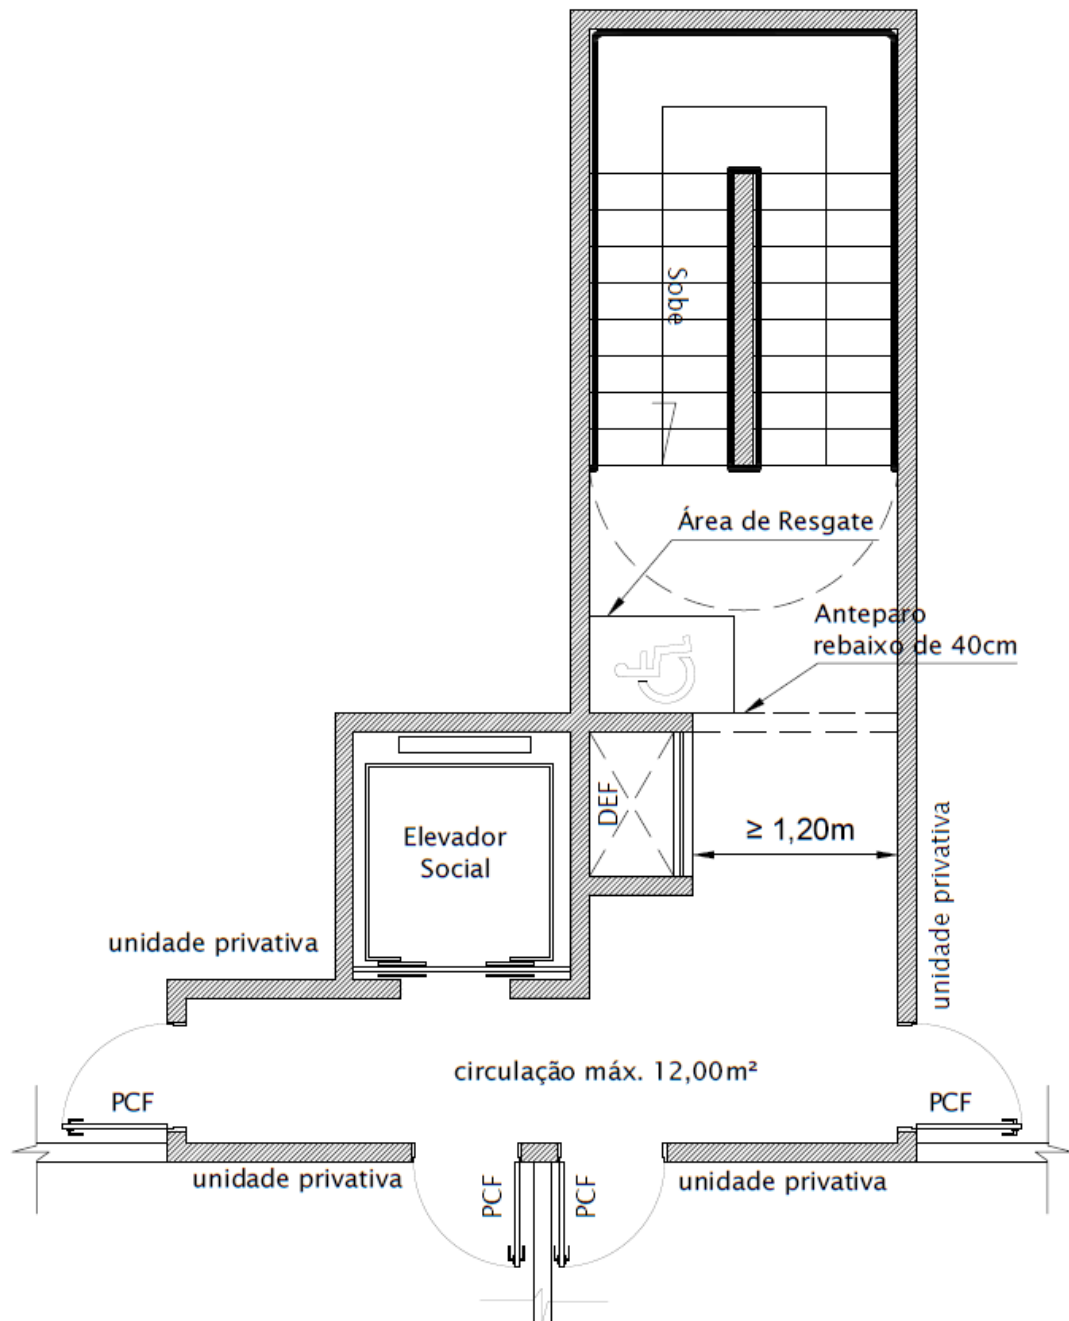 Sobe
Área de Resgate
Anteparo
rebaixo de 40cm
DEF
≥ 1,20m
Elevador
Social
unidade privativa
unidade privativa
circulação máx. 12,00m²
PCF
PCF
unidade privativa
unidade privativa
PCF
PCF